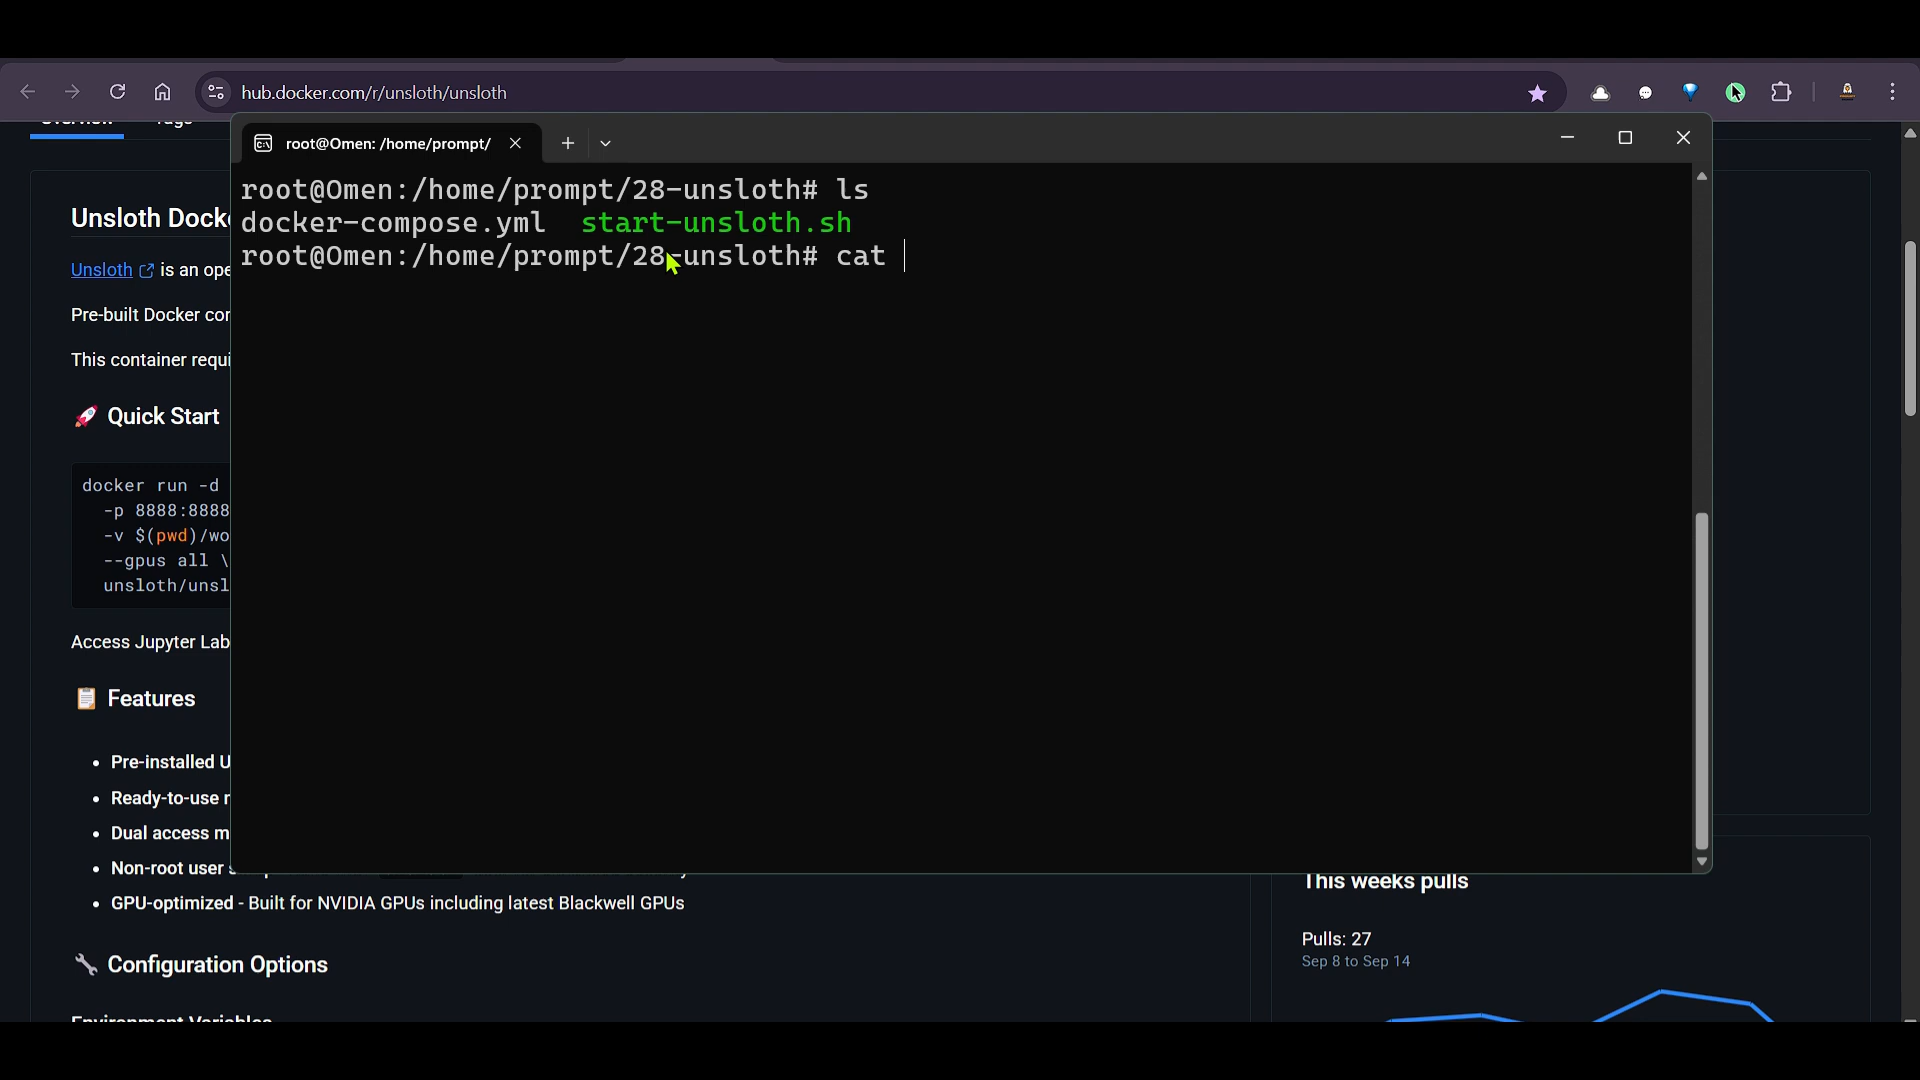 hub.docker.com/r/unsloth/unsloth
root@Omen: /home/prompt/
root@Omen:/home/prompt/28-unsloth# ls
docker-compose.yml start-unsloth.sh
root@Omen:/home/prompt/28-unsloth# cat
Unsloth Docke
Unsloth is an ope
Pre-built Docker cor
This container requi
🚀 Quick Start
docker run -d
-p 8888:8888
-v $(pwd)/wo
--gpus all \
unsloth/unsl
Access Jupyter Lab
📋 Features
• Pre-installed U
• Ready-to-use r
• Dual access m
• Non-root user s
• GPU-optimized - Built for NVIDIA GPUs including latest Blackwell GPUs
🔧 Configuration Options
Environment Variables
This weeks pulls
Pulls: 27
Sep 8 to Sep 14